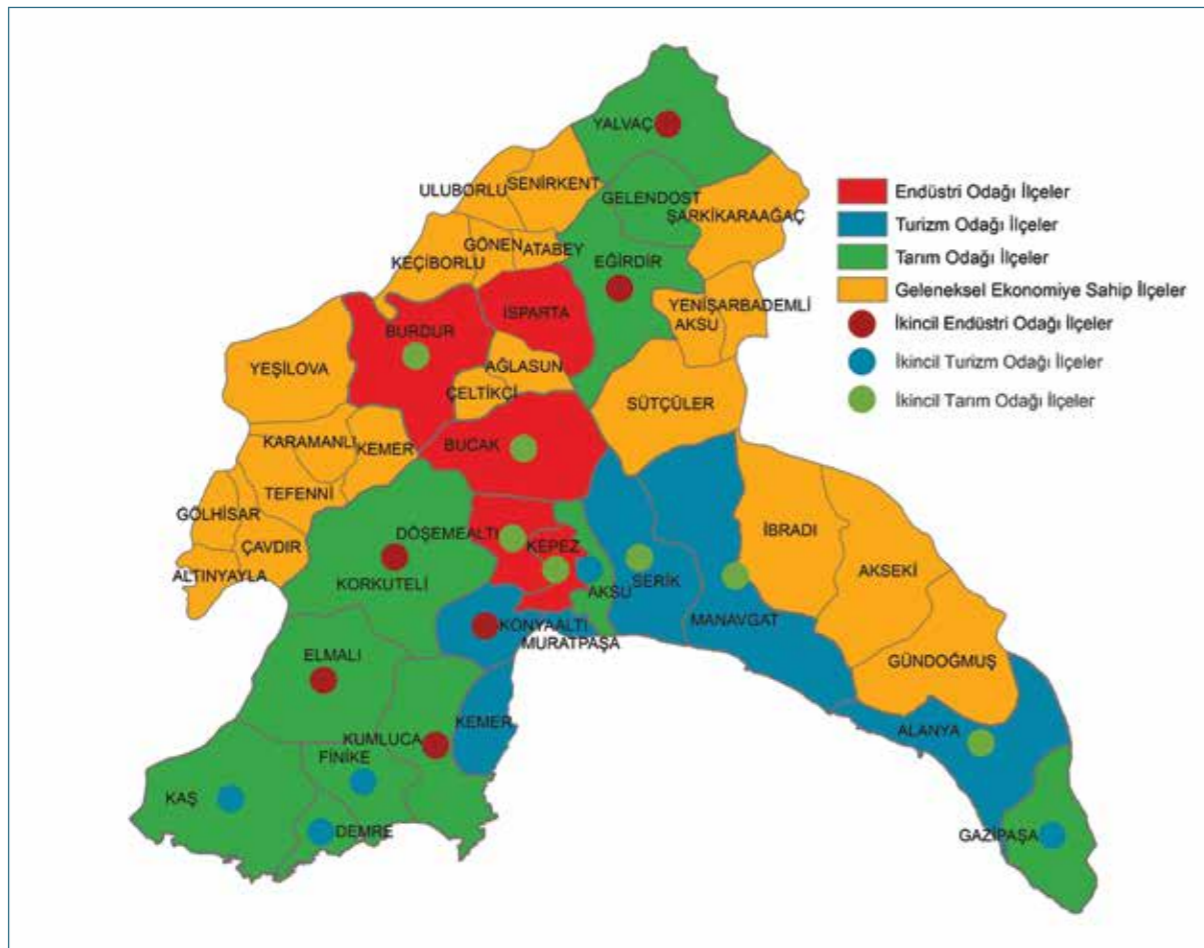 YALVAÇ
ULUBORLU
SENİRKENT
GELENDOST
ŞARKİKARAAĞAÇ
GÖNEN
ATABEY
KEÇİBORLU
EĞİRDİR
YENİŞARBADEMLİ
AKSU
ISPARTA
BURDUR
AĞLASUN
YEŞİLOVA
ÇELTİKÇİ
SÜTÇÜLER
KARAMANLI
KEMER
BUCAK
TEFENNİ
GÖLHİSAR
ÇAVDIR
ALTINYAYLA
DÖŞEMEALTI
KEPEZ
İBRADI
AKSEKİ
KORKUTELİ
AKSU
SERİK
MANAVGAT
KONYAALTI
MURATPAŞA
ELMALI
GÜNDOĞMUŞ
KEMER
ALANYA
KUMLUCA
FİNİKE
KAŞ
DEMRE
GAZİPAŞA
Endüstri Odağı İlçeler
Turizm Odağı İlçeler
Tarım Odağı İlçeler
Geleneksel Ekonomiye Sahip İlçeler
İkincil Endüstri Odağı İlçeler
İkincil Turizm Odağı İlçeler
İkincil Tarım Odağı İlçeler